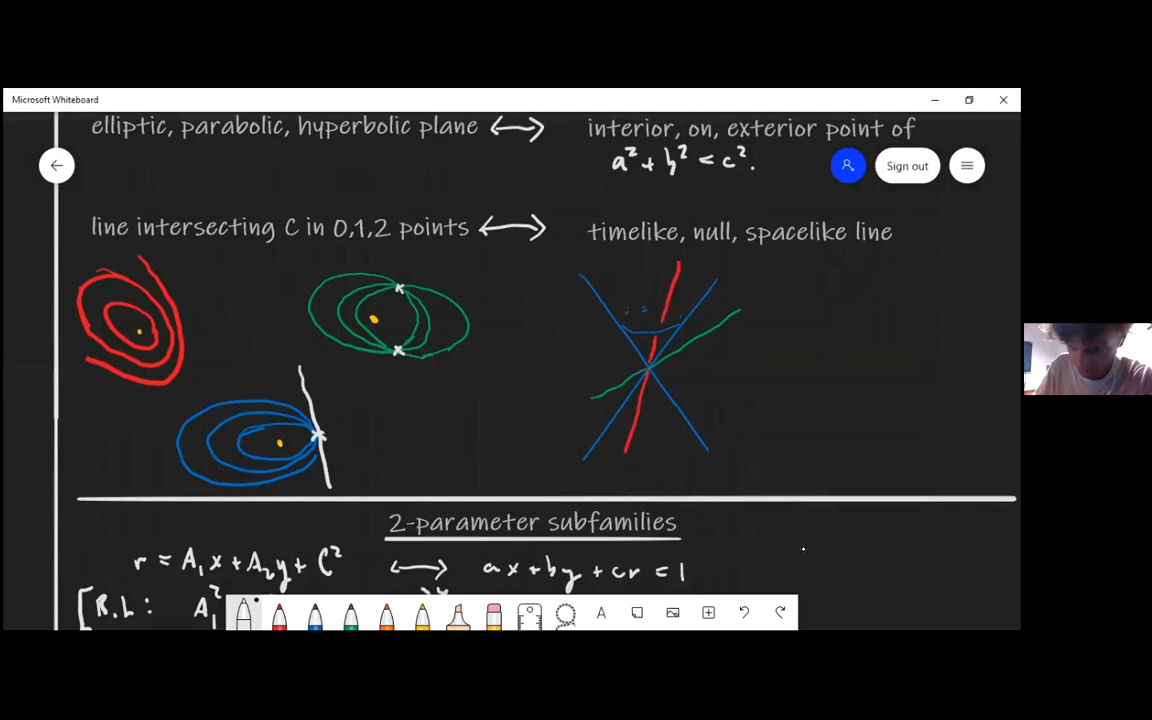 Microsoft Whiteboard
elliptic, parabolic, hyperbolic plane ⟷ interior, on, exterior point of
a² + b² < c².
Sign out
line intersecting C in 0,1,2 points ⟷ timelike, null, spacelike line
2-parameter subfamilies
r = A₁x + A₂y + C² ⟷ ax + by + cr = 1
[R.L: A₁²